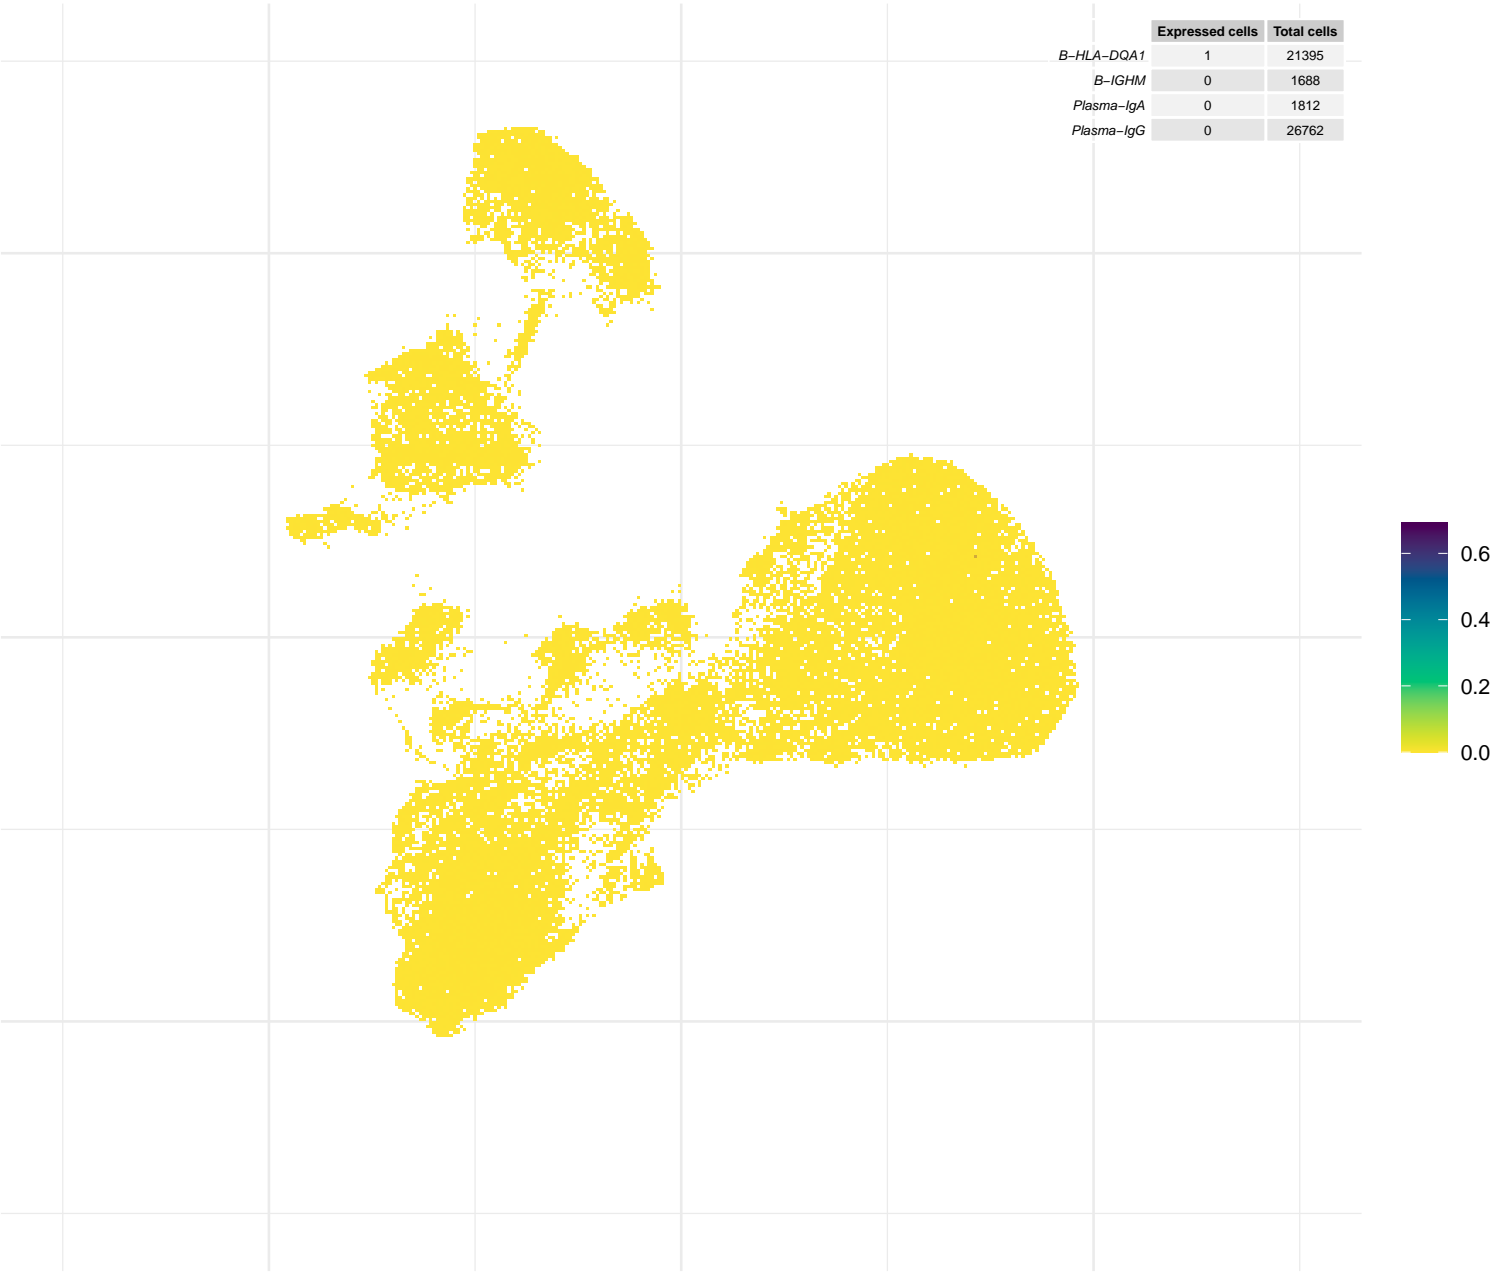 Expressed cells Total cells
B−HLA−DQA1 1 21395
B−IGHM 0 1688
Plasma−IgA 0 1812
Plasma−IgG 0 26762
0.6
0.4
0.2
0.0